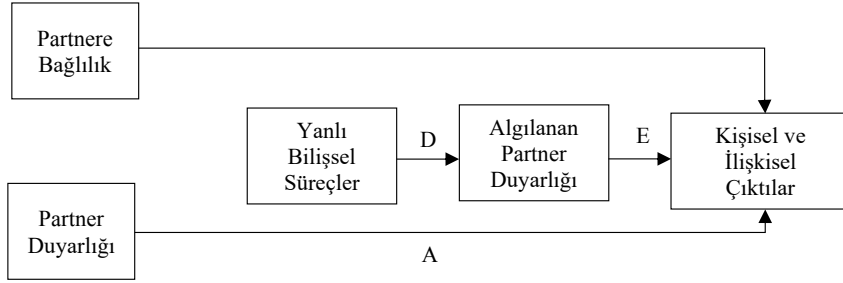 Partnere
Bağlılık
Yanlı
Bilişsel
Süreçler
D
Algılanan
Partner
Duyarlığı
E
Kişisel ve
İlişkisel
Çıktılar
Partner
Duyarlığı
A